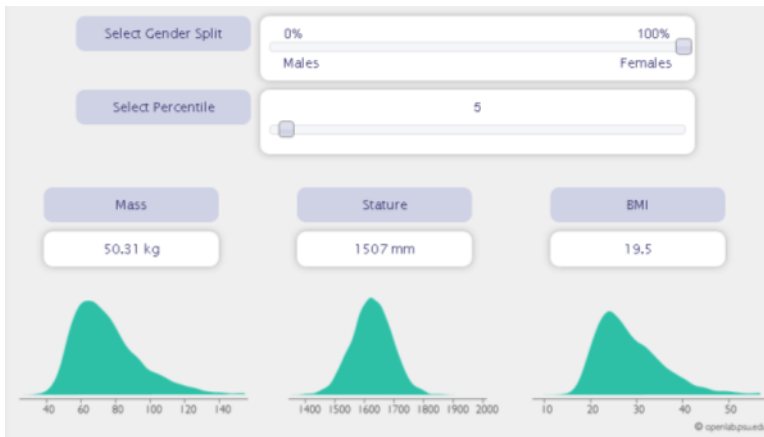 Select Gender Split
0% 100%
Males Females
Select Percentile
5
Mass Stature BMI
50.31 kg 1507 mm 19.5
40 60 80 100 120 140
1400 1500 1600 1700 1800 1900 2000
10 20 30 40 50
© openlab.psu.edu